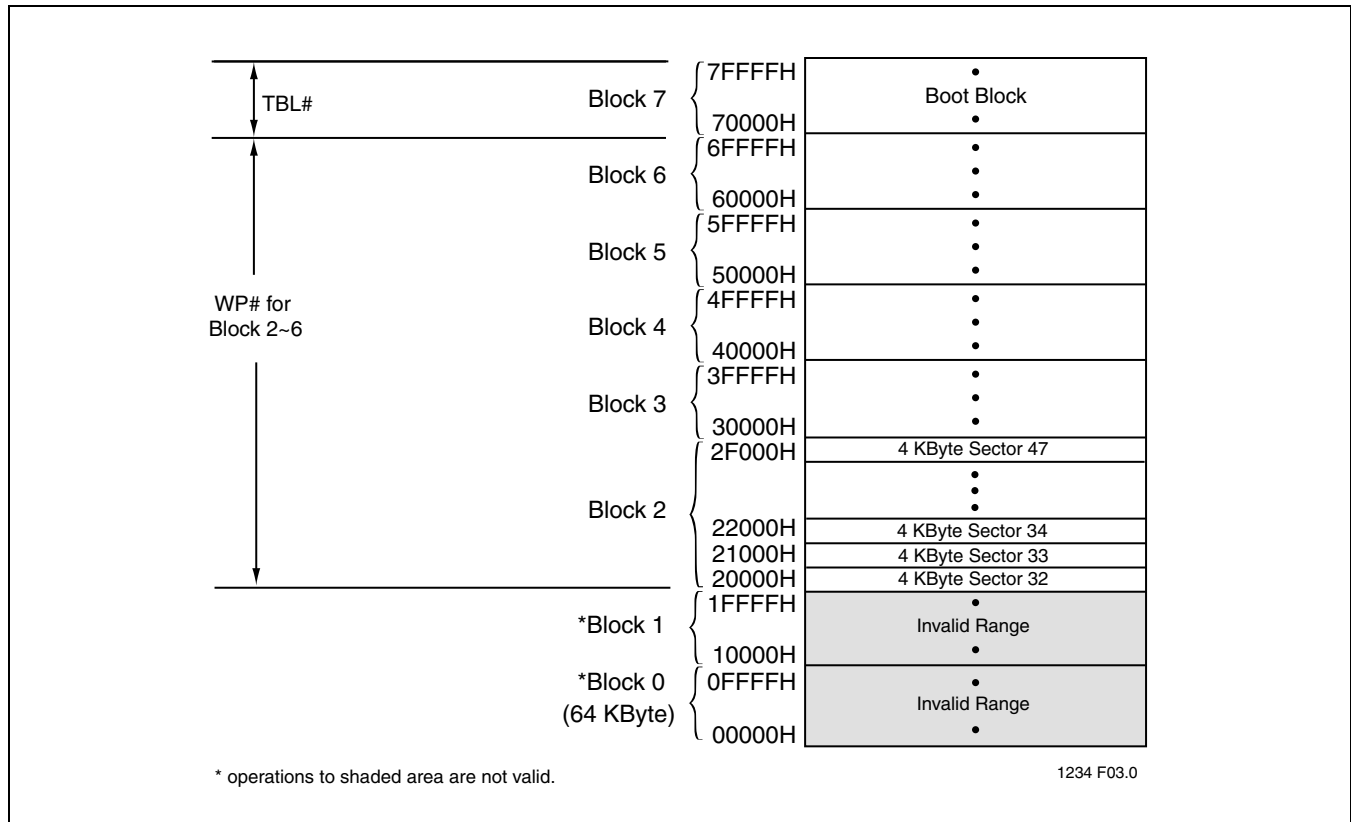 TBL#
WP# for
Block 2~6
Block 7
7FFFFH
70000H
Boot Block
Block 6
6FFFFH
60000H
Block 5
5FFFFH
50000H
Block 4
4FFFFH
40000H
Block 3
3FFFFH
30000H
Block 2
2F000H
4 KByte Sector 47
22000H
4 KByte Sector 34
21000H
4 KByte Sector 33
20000H
4 KByte Sector 32
*Block 1
1FFFFH
10000H
Invalid Range
*Block 0
(64 KByte)
0FFFFH
00000H
Invalid Range
* operations to shaded area are not valid.
1234 F03.0